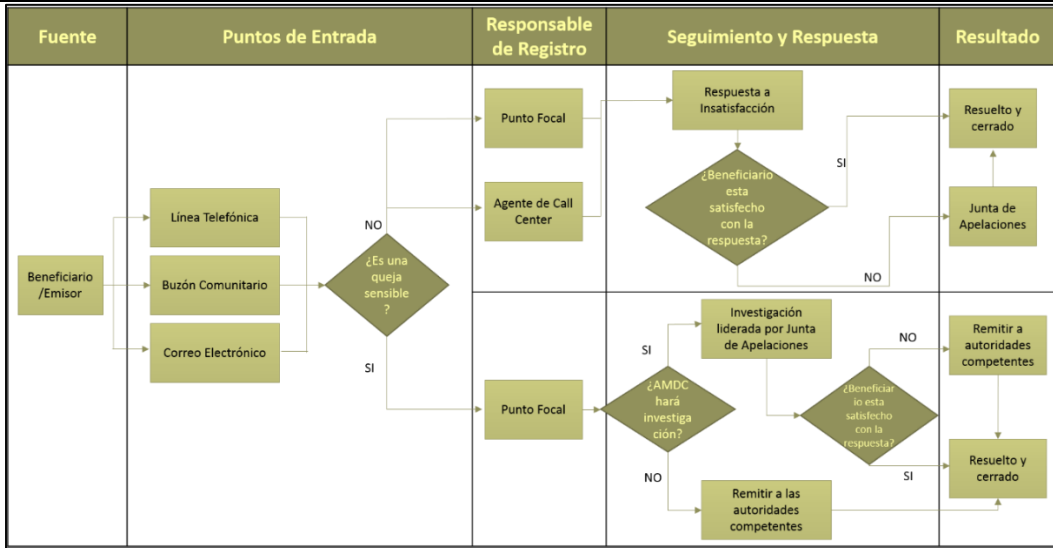 Fuente
Puntos de Entrada
Responsable
de Registro
Seguimiento y Respuesta
Resultado
Beneficiario
/Emisor
Línea Telefónica
Buzón Comunitario
Correo Electrónico
¿Es una
queja
sensible
?
NO
SI
Punto Focal
Agente de Call
Center
Respuesta a
Insatisfacción
¿Beneficiario
esta
satisfecho
con la
respuesta?
SI
NO
Resuelto y
cerrado
Junta de
Apelaciones
Punto Focal
¿AMDC
hará
investiga
ción?
SI
NO
Investigación
liderada por Junta
de Apelaciones
Remitir a las
autoridades
competentes
¿Beneficiar
io esta
satisfecho
con la
respuesta?
NO
SI
Remitir a
autoridades
competentes
Resuelto y
cerrado